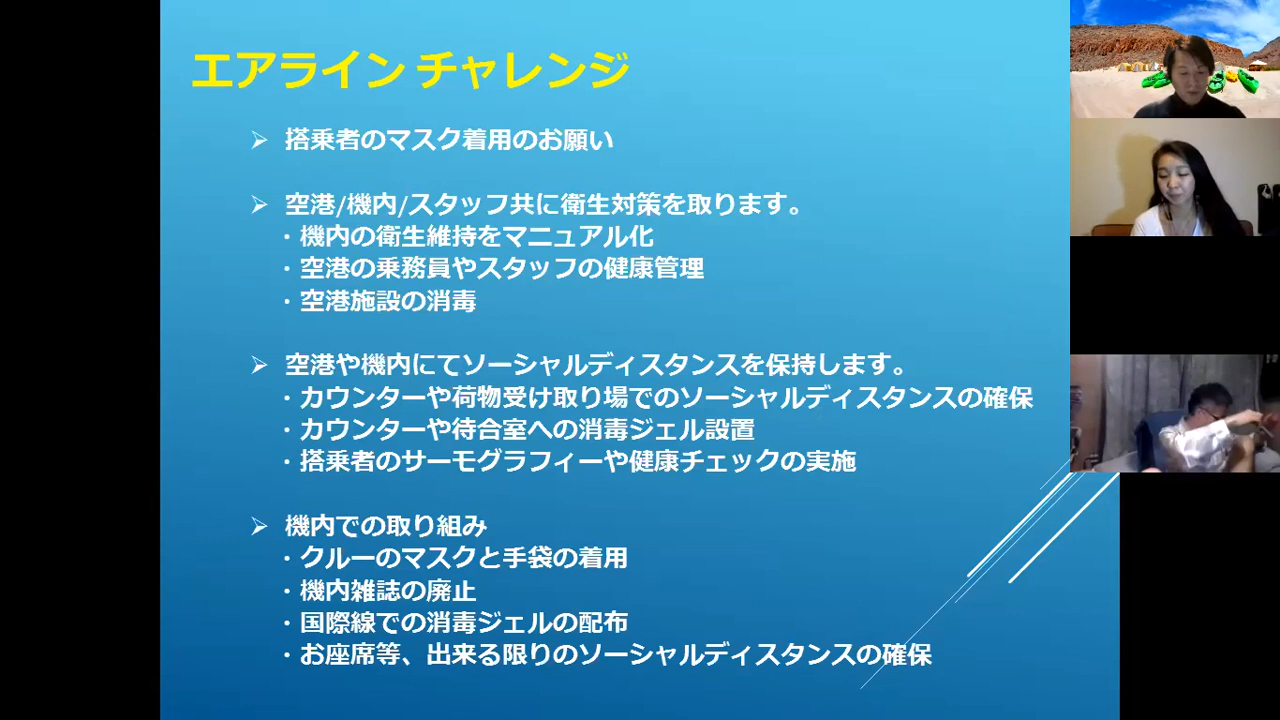 エアライン チャレンジ
➢ 搭乗者のマスク着用のお願い
➢ 空港/機内/スタッフ共に衛生対策を取ります。
・機内の衛生維持をマニュアル化
・空港の乗務員やスタッフの健康管理
・空港施設の消毒
➢ 空港や機内にてソーシャルディスタンスを保持します。
・カウンターや荷物受け取り場でのソーシャルディスタンスの確保
・カウンターや待合室への消毒ジェル設置
・搭乗者のサーモグラフィーや健康チェックの実施
➢ 機内での取り組み
・クルーのマスクと手袋の着用
・機内雑誌の廃止
・国際線での消毒ジェルの配布
・お座席等、出来る限りのソーシャルディスタンスの確保